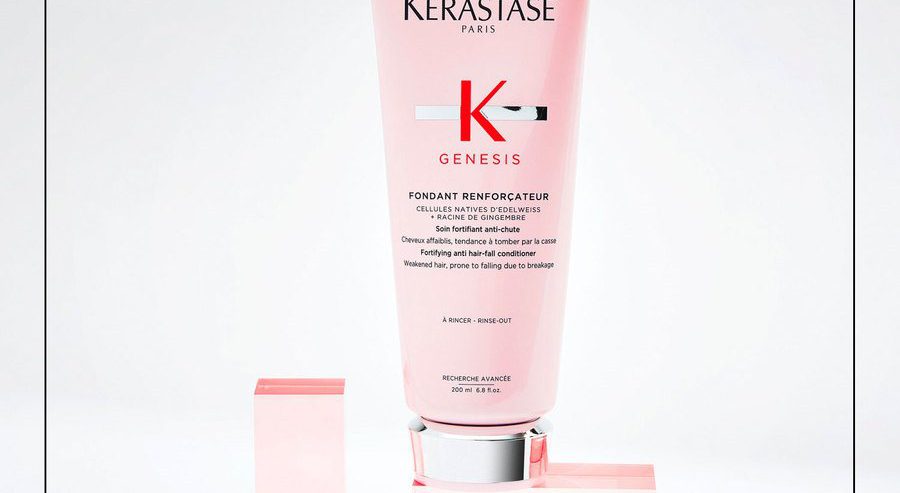 KÉRASTASE
PARIS
K
GENESIS
FONDANT RENFORÇATEUR
CELLULES NATIVES D'EDELWEISS
+ RACINE DE GINGEMBRE
Soin fortifiant anti-chute
Cheveux affaiblis, tendance à tomber par la casse
Fortifying anti hair-fall conditioner
Weakened hair, prone to falling due to breakage
À RINCER - RINSE-OUT
RECHERCHE AVANCÉE
200 ml 6.8 fl.oz.